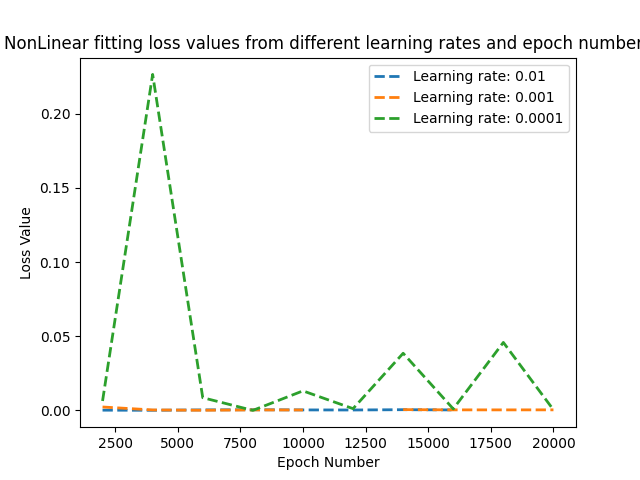 NonLinear fitting loss values from different learning rates and epoch number
Learning rate: 0.01
Learning rate: 0.001
Learning rate: 0.0001
Loss Value
0.20
0.15
0.10
0.05
0.00
2500 5000 7500 10000 12500 15000 17500 20000
Epoch Number